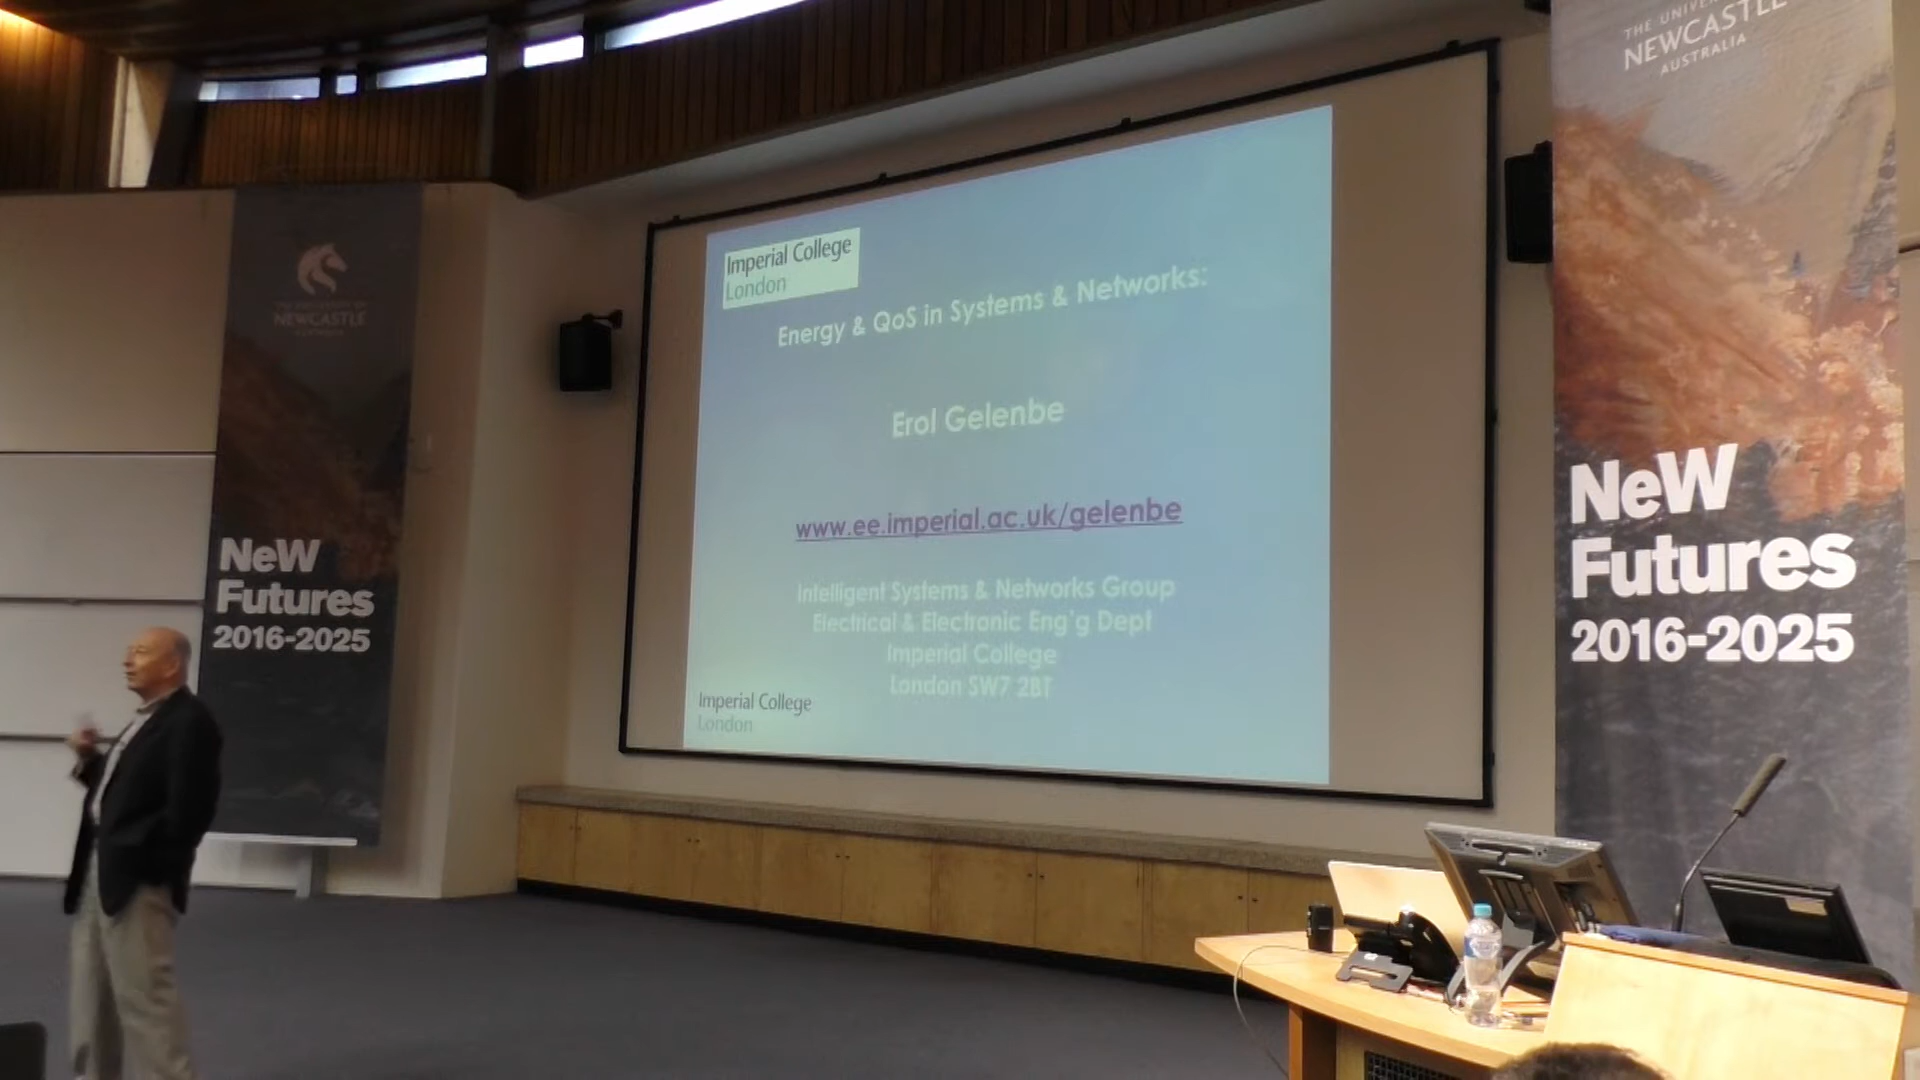 THE UNIVERSITY OF
NEWCASTLE
NeW
Futures
2016-2025
Imperial College
London
Energy & QoS in Systems & Networks:
Erol Gelenbe
www.ee.imperial.ac.uk/gelenbe
Intelligent Systems & Networks Group
Electrical & Electronic Eng'g Dept
Imperial College
London SW7 2BT
Imperial College
London
THE
NEWCASTLE
AUSTRALIA
NeW
Futures
2016-2025